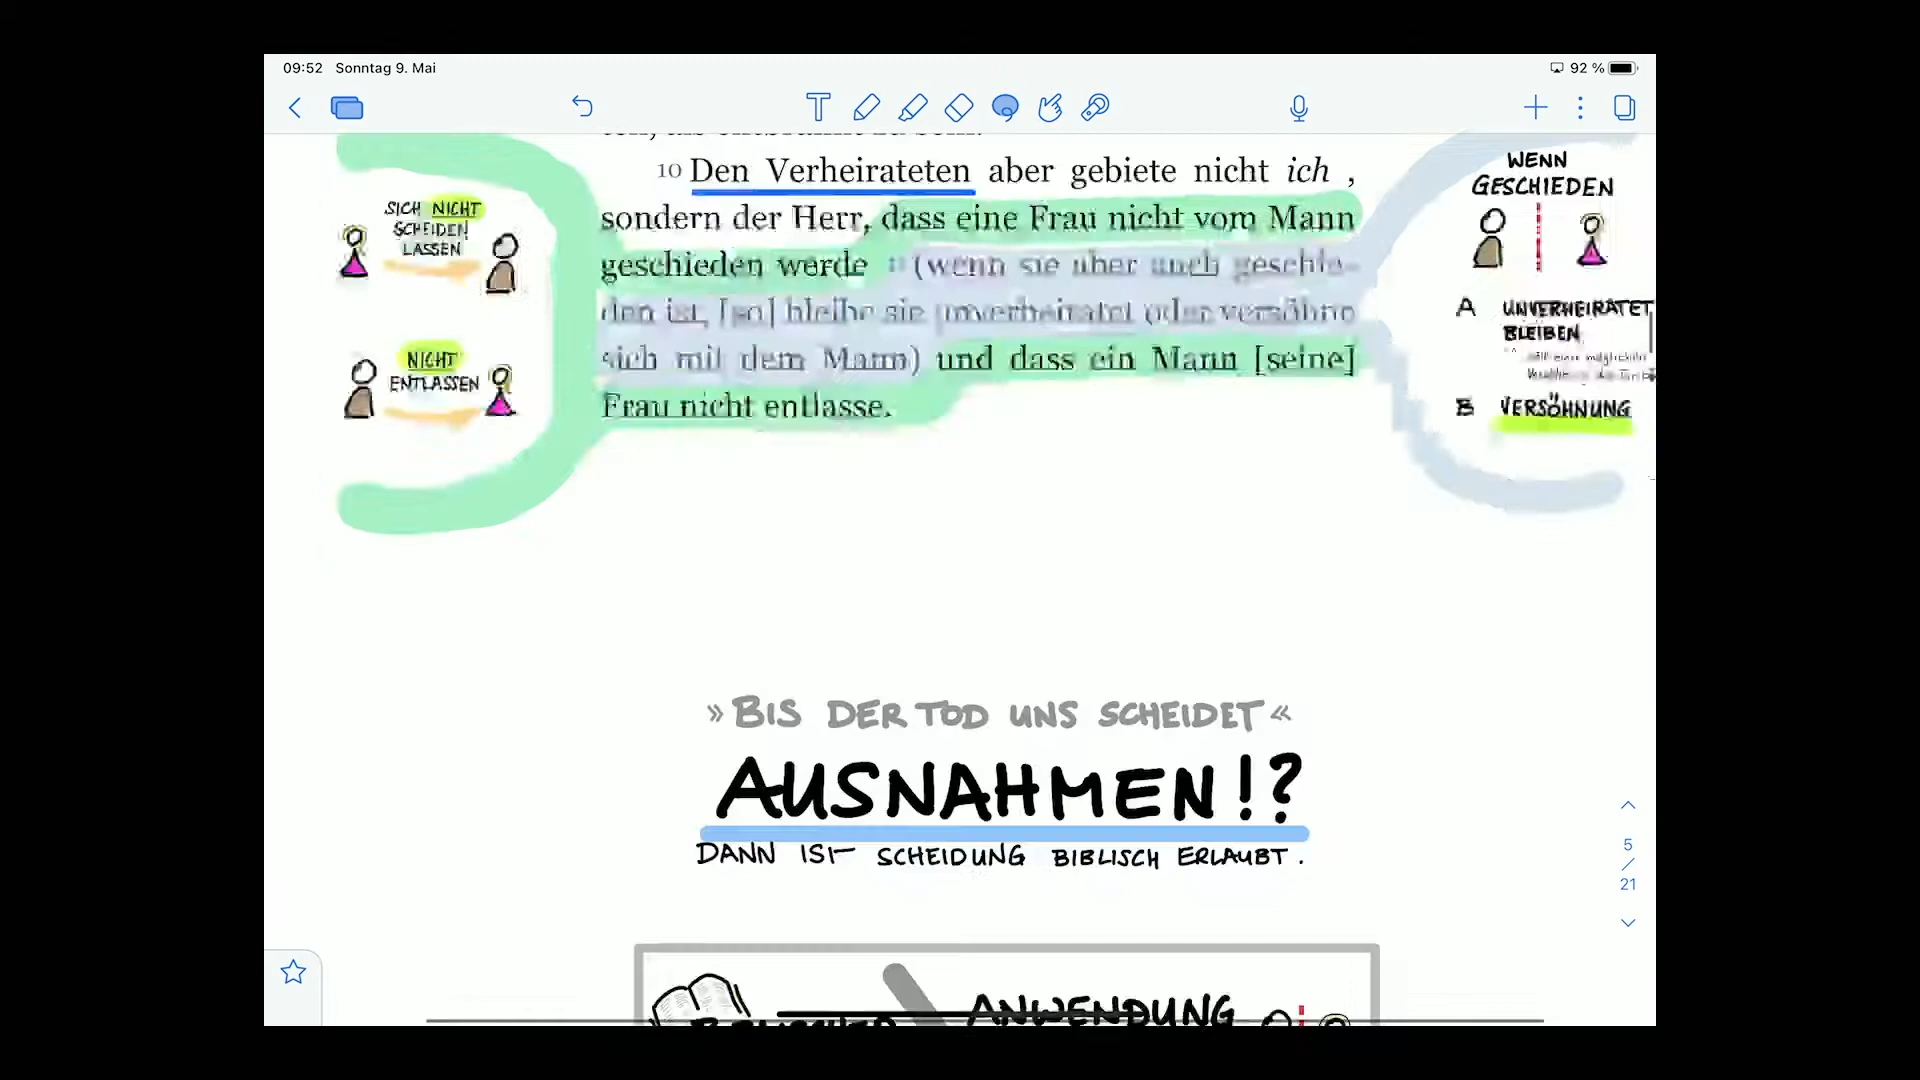 09:52 Sonntag 9. Mai
92 %
10 Den Verheirateten aber gebiete nicht ich ,
sondern der Herr, dass eine Frau nicht vom Mann
geschieden werde 11 (wenn sie aber auch geschie-
den ist, [so] bleibe sie unverheiratet oder versöhne
sich mit dem Mann) und dass ein Mann [seine]
Frau nicht entlasse.
SICH NICHT
SCHEIDEN
LASSEN
NICHT
ENTLASSEN
WENN
GESCHIEDEN
A UNVERHEIRATET
BLEIBEN
B VERSÖHNUNG
»BIS DER TOD UNS SCHEIDET«
AUSNAHMEN!?
DANN IST SCHEIDUNG BIBLISCH ERLAUBT.
5
/
21
ANWENDUNG